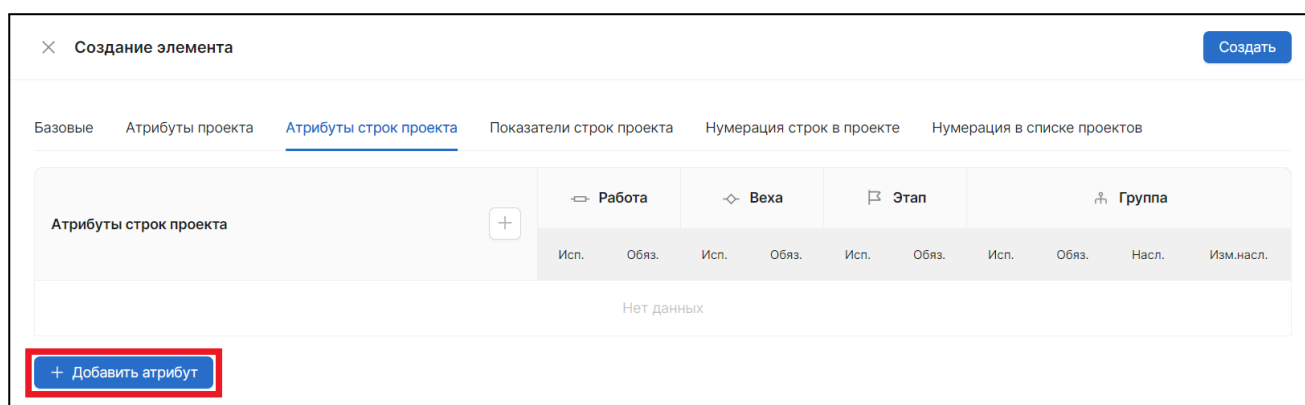 Создание элемента Создать
Базовые Атрибуты проекта Атрибуты строк проекта Показатели строк проекта Нумерация строк в проекте Нумерация в списке проектов
Атрибуты строк проекта Работа Веха Этап Группа
Исп. Обяз. Исп. Обяз. Исп. Обяз. Исп. Обяз. Насл. Изм.насл.
Нет данных
+ Добавить атрибут